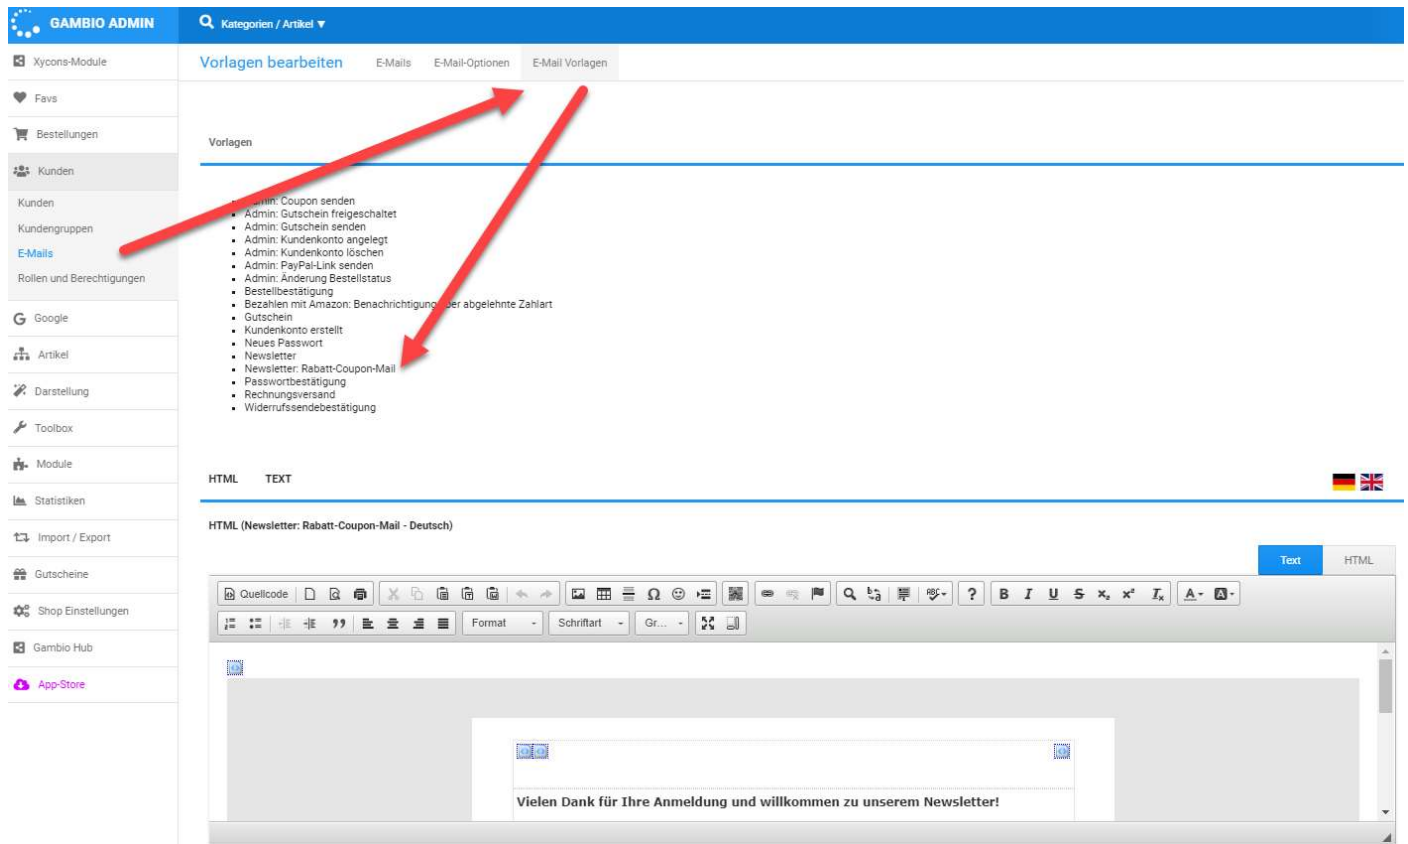 GAMBIO ADMIN
Kategorien / Artikel
Xycons-Module
Favs
Bestellungen
Kunden
Kunden
Kundengruppen
E-Mails
Rollen und Berechtigungen
Google
Artikel
Darstellung
Toolbox
Module
Statistiken
Import / Export
Gutscheine
Shop Einstellungen
Gambio Hub
App-Store
Vorlagen bearbeiten E-Mails E-Mail-Optionen E-Mail Vorlagen
Vorlagen
Coupon senden
Admin: Gutschein freigeschaltet
Admin: Gutschein senden
Admin: Kundenkonto angelegt
Admin: Kundenkonto löschen
Admin: PayPal-Link senden
Admin: Änderung Bestellstatus
Bestellbestätigung
Bezahlen mit Amazon: Benachrichtigung abgelehnte Zahlart
Gutschein
Kundenkonto erstellt
Neues Passwort
Newsletter
Newsletter: Rabatt-Coupon-Mail
Passwortbestätigung
Rechnungsversand
Widerrufssendebestätigung
HTML TEXT
HTML (Newsletter: Rabatt-Coupon-Mail - Deutsch)
Text HTML
Quellcode Ω ? B I U S x₂ x² Iₓ A A
Format Schriftart Gr...
Vielen Dank für Ihre Anmeldung und willkommen zu unserem Newsletter!